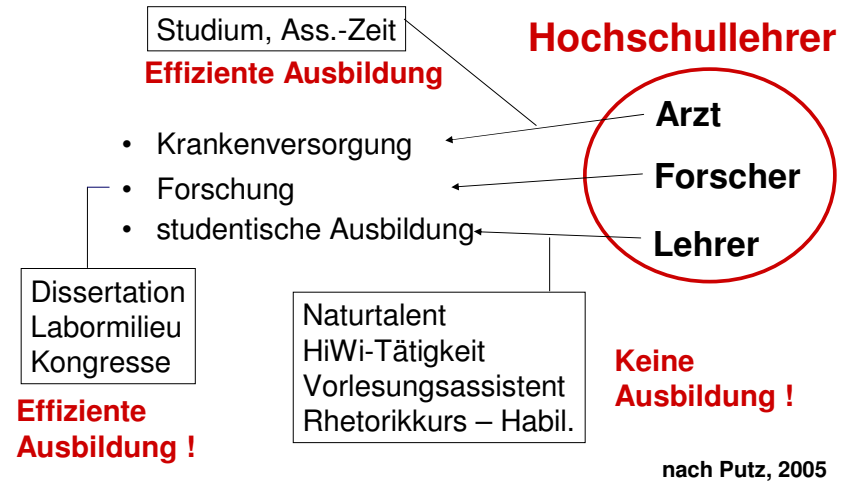 Studium, Ass.-Zeit
Effiziente Ausbildung
Hochschullehrer
• Krankenversorgung
• Forschung
• studentische Ausbildung
Arzt
Forscher
Lehrer
Dissertation
Labormilieu
Kongresse
Effiziente
Ausbildung !
Naturtalent
HiWi-Tätigkeit
Vorlesungsassistent
Rhetorikkurs – Habil.
Keine
Ausbildung !
nach Putz, 2005